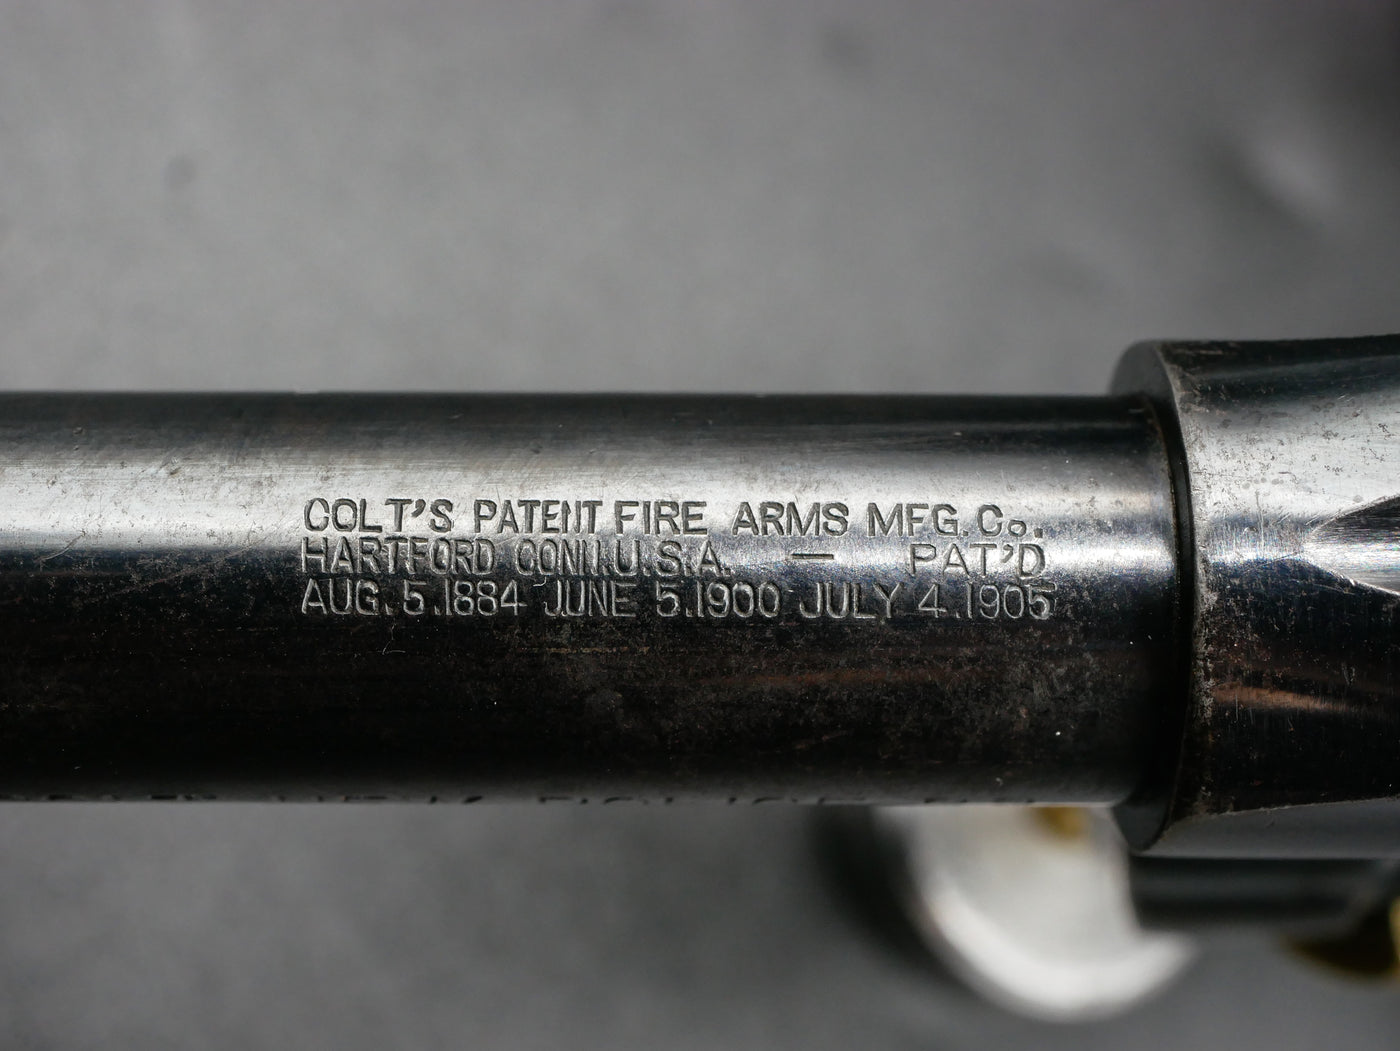 COLT'S PATENT FIRE ARMS MFG. Co.
HARTFORD CONN. U.S.A. — PAT'D
AUG. 5.1884 JUNE 5.1900 JULY 4.1905